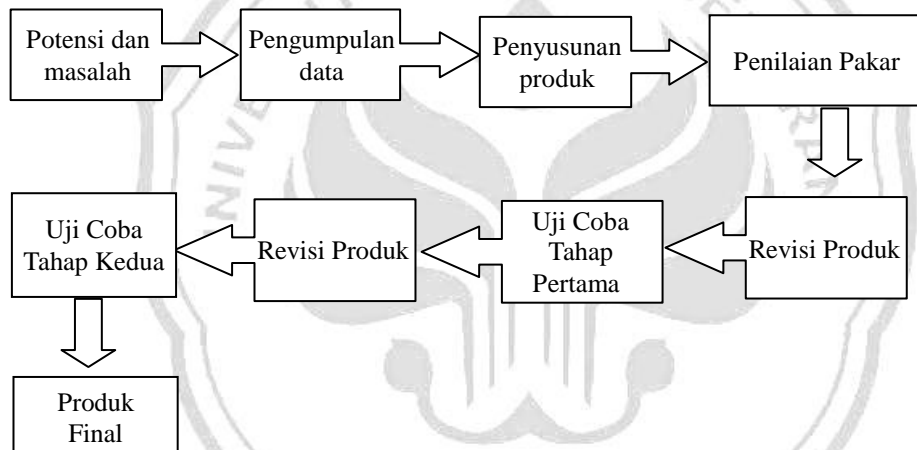 Potensi dan
masalah
Pengumpulan
data
Penyusunan
produk
Penilaian Pakar
Revisi Produk
Uji Coba
Tahap
Pertama
Revisi Produk
Uji Coba
Tahap Kedua
Produk
Final